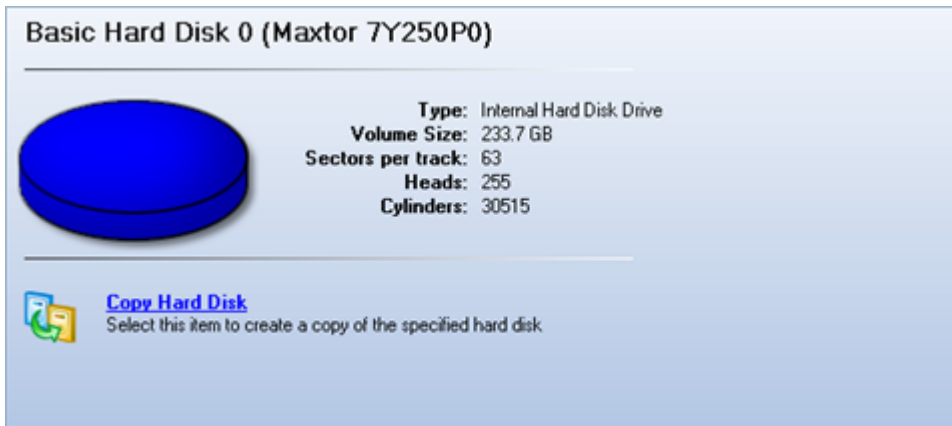 Basic Hard Disk 0 (Maxtor 7Y250P0)
Type: Internal Hard Disk Drive
Volume Size: 233.7 GB
Sectors per track: 63
Heads: 255
Cylinders: 30515
Copy Hard Disk
Select this item to create a copy of the specified hard disk